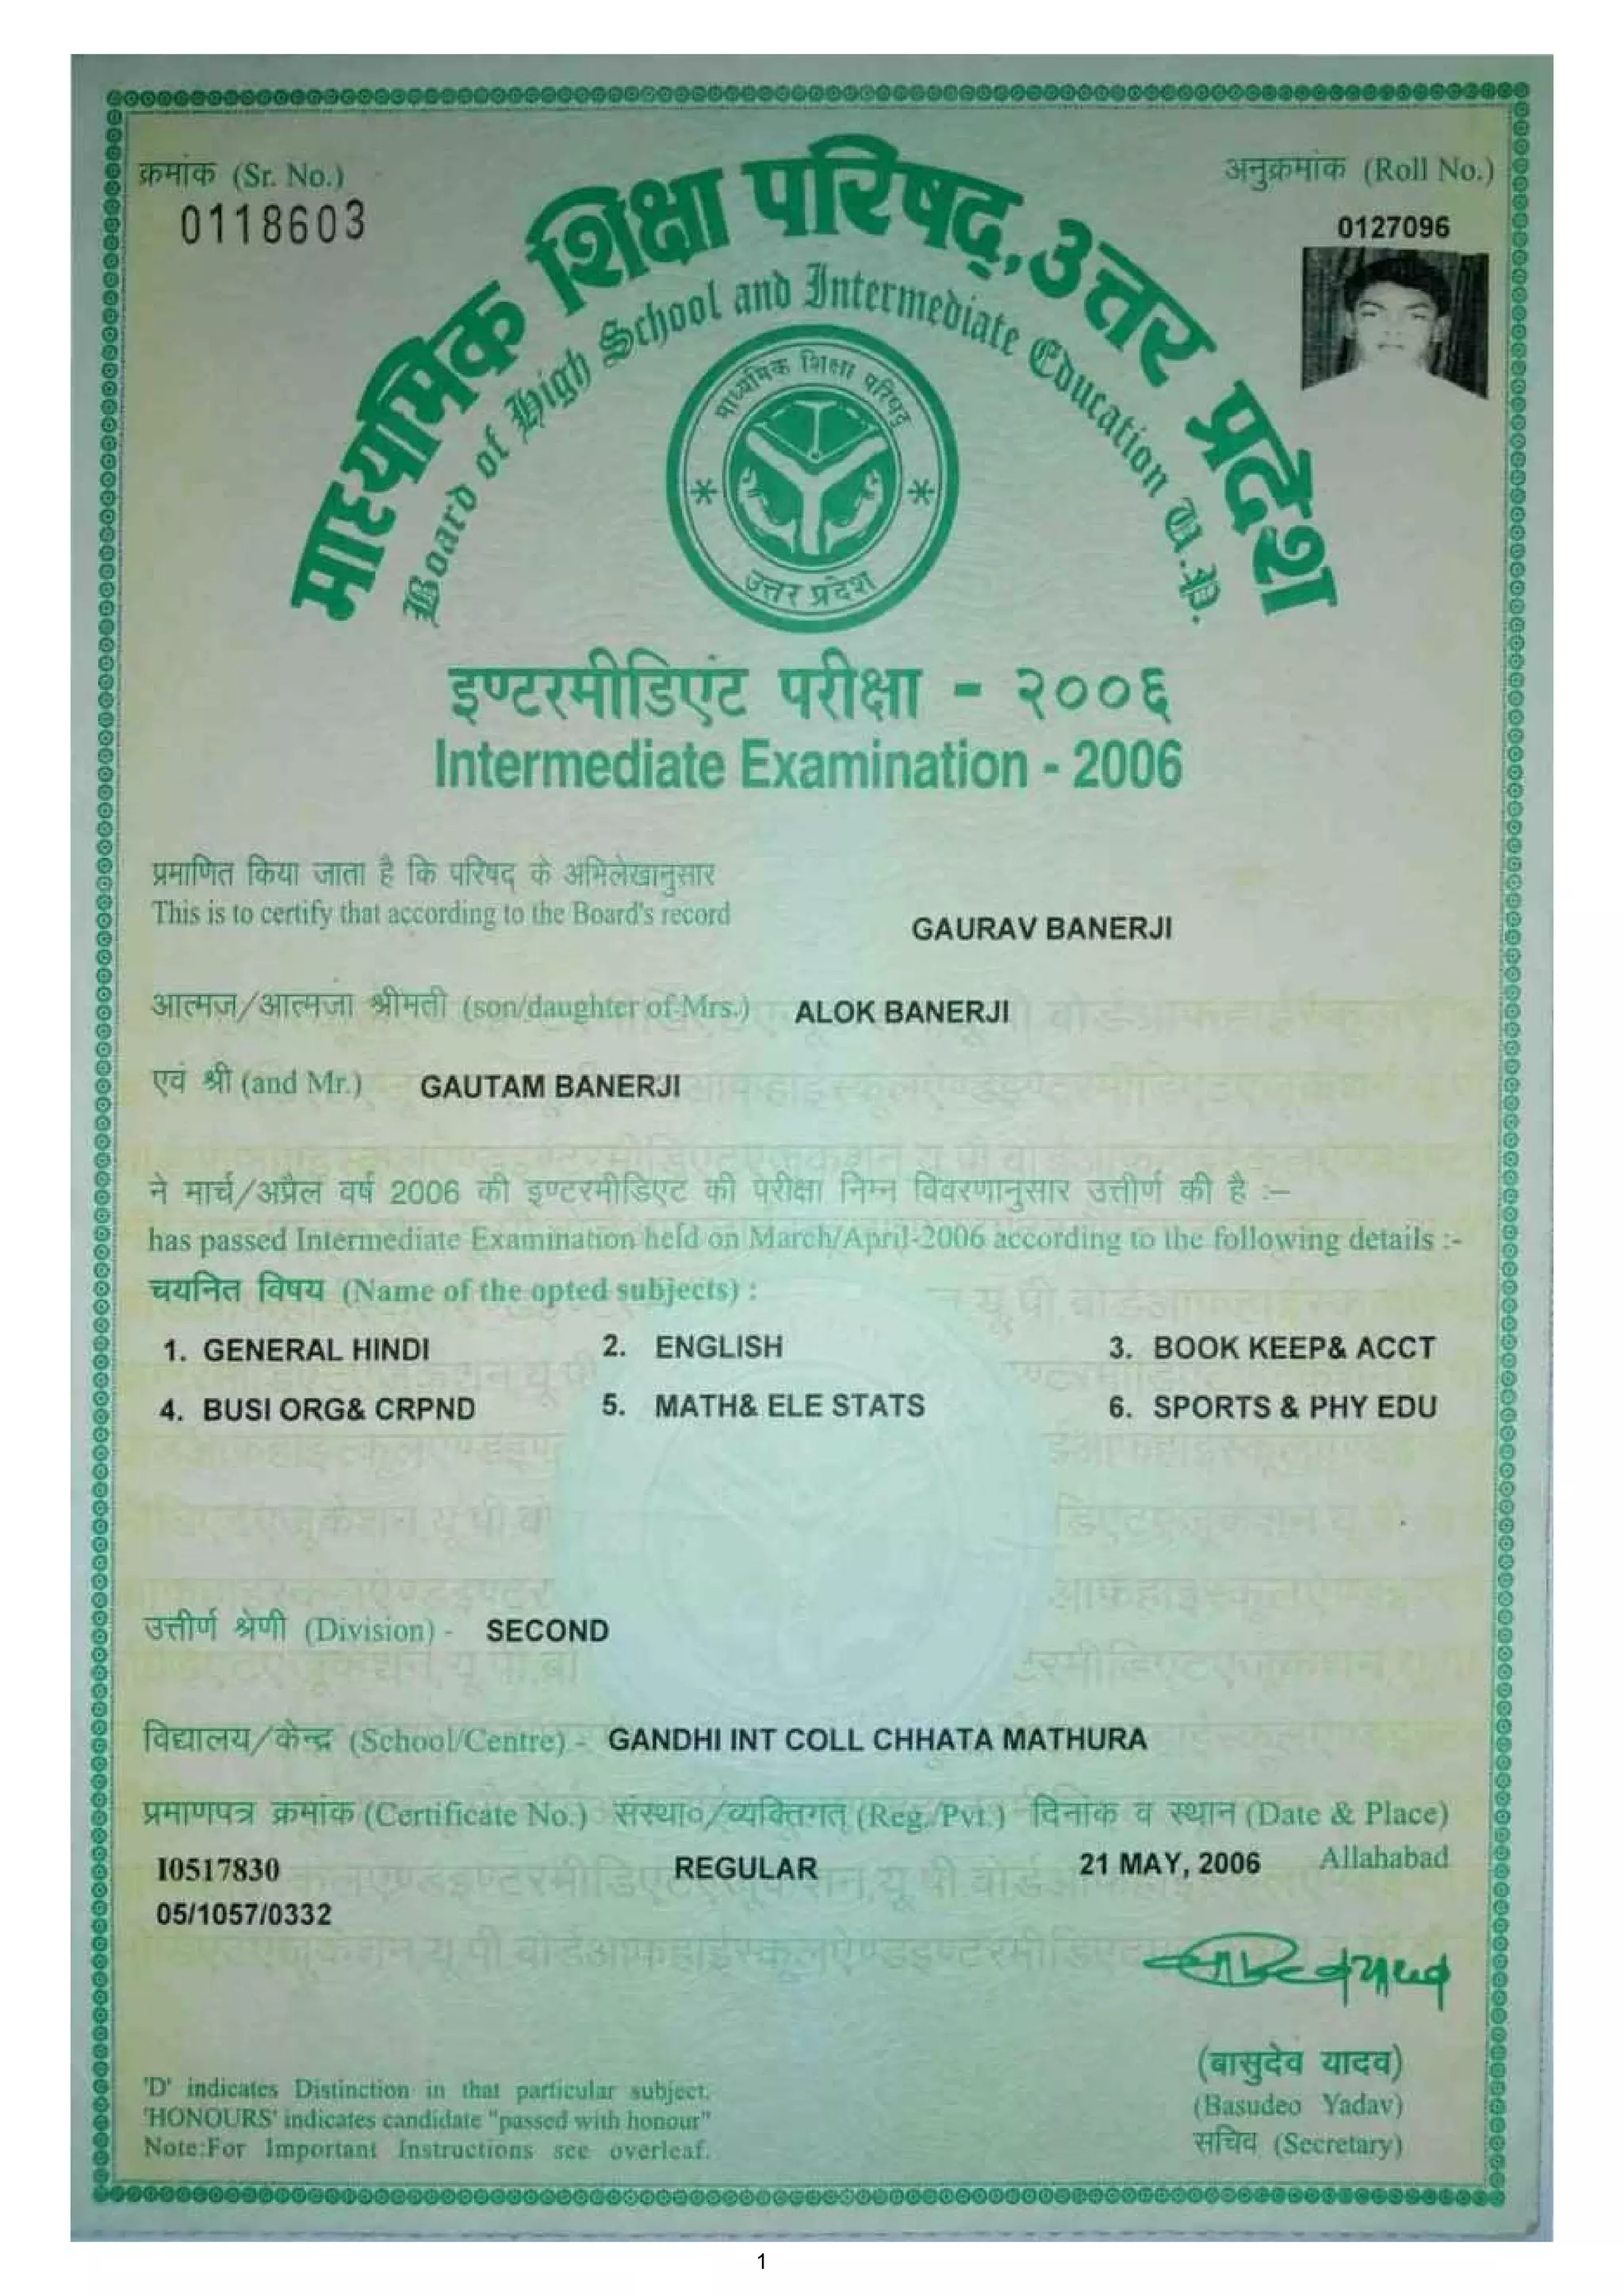 क्रमांक (Sr. No.)
0118603
अनुक्रमांक (Roll No.)
0127096
माध्यमिक शिक्षा परिषद्, उत्तर प्रदेश
Board of High School and Intermediate Education U.P.
माध्यमिक शिक्षा परिषद्
उत्तर प्रदेश
इण्टरमीडिएट परीक्षा - २००६
Intermediate Examination - 2006
प्रमाणित किया जाता है कि परिषद् के अभिलेखानुसार
This is to certify that according to the Board's record GAURAV BANERJI
आत्मज/आत्मजा श्रीमती (son/daughter of Mrs.) ALOK BANERJI
एवं श्री (and Mr.) GAUTAM BANERJI
ने मार्च/अप्रैल वर्ष 2006 की इण्टरमीडिएट की परीक्षा निम्न विवरणानुसार उत्तीर्ण की है :–
has passed Intermediate Examination held on March/April-2006 according to the following details :-
चयनित विषय (Name of the opted subjects) :
1. GENERAL HINDI 2. ENGLISH 3. BOOK KEEP& ACCT
4. BUSI ORG& CRPND 5. MATH& ELE STATS 6. SPORTS & PHY EDU
उत्तीर्ण श्रेणी (Division) - SECOND
विद्यालय/केन्द्र (School/Centre) - GANDHI INT COLL CHHATA MATHURA
प्रमाणपत्र क्रमांक (Certificate No.) संस्था०/व्यक्तिगत् (Reg./Pvt.) दिनांक व स्थान (Date & Place)
I0517830 REGULAR 21 MAY, 2006 Allahabad
05/1057/0332
(बासुदेव यादव)
(Basudeo Yadav)
सचिव (Secretary)
'D' indicates Distinction in that particular subject.
'HONOURS' indicates candidate "passed with honour"
Note:For Important Instructions see overleaf.
1